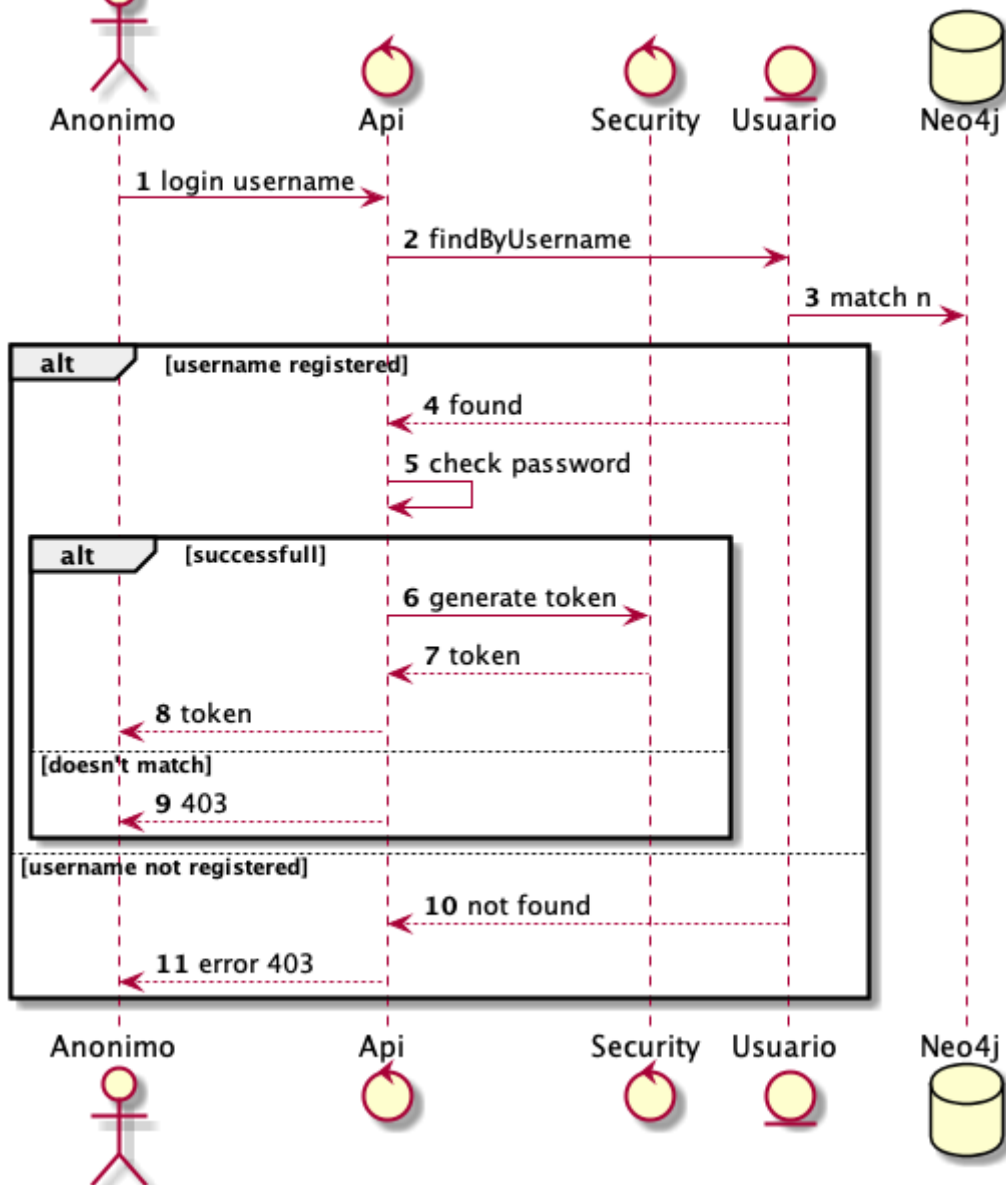 Anonimo Api Security Usuario Neo4j
1 login username
2 findByUsername
3 match n
alt [username registered]
4 found
5 check password
alt [successfull]
6 generate token
7 token
8 token
[doesn't match]
9 403
[username not registered]
10 not found
11 error 403
Anonimo Api Security Usuario Neo4j